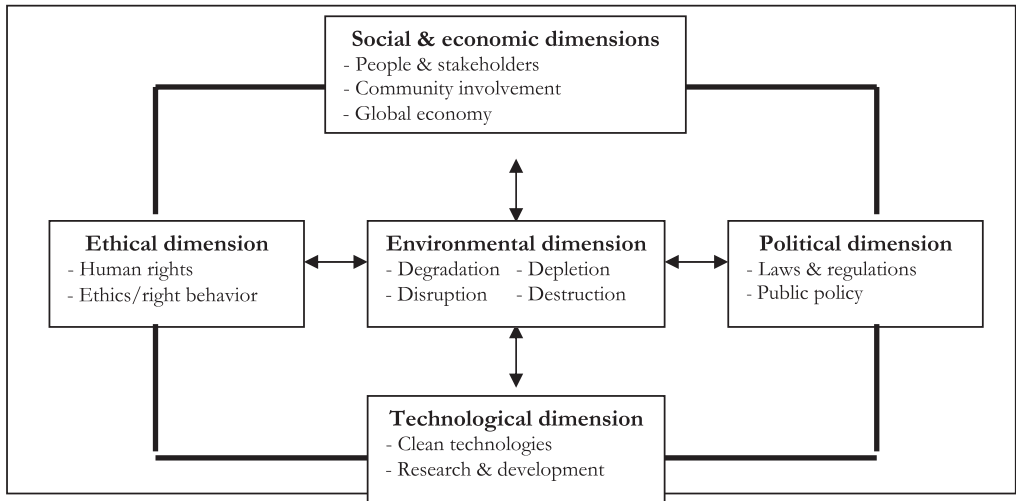 Social & economic dimensions
- People & stakeholders
- Community involvement
- Global economy
Ethical dimension
- Human rights
- Ethics/right behavior
Environmental dimension
- Degradation - Depletion
- Disruption - Destruction
Political dimension
- Laws & regulations
- Public policy
Technological dimension
- Clean technologies
- Research & development